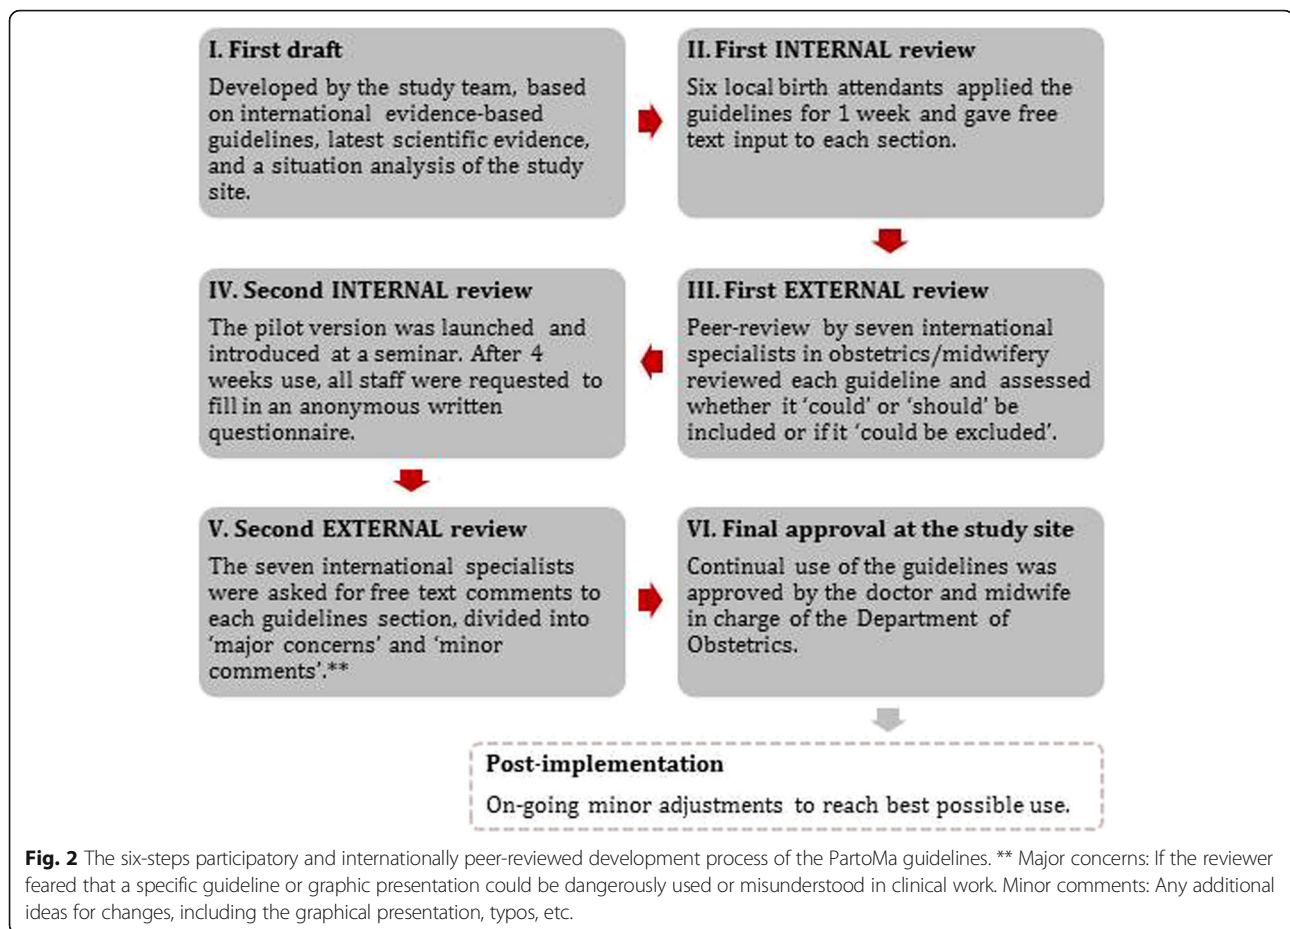 I. First draft
Developed by the study team, based
on international evidence-based
guidelines, latest scientific evidence,
and a situation analysis of the study
site.
II. First INTERNAL review
Six local birth attendants applied the
guidelines for 1 week and gave free
text input to each section.
III. First EXTERNAL review
Peer-review by seven international
specialists in obstetrics/midwifery
reviewed each guideline and assessed
whether it ‘could’ or ‘should’ be
included or if it ‘could be excluded’.
IV. Second INTERNAL review
The pilot version was launched and
introduced at a seminar. After 4
weeks use, all staff were requested to
fill in an anonymous written
questionnaire.
V. Second EXTERNAL review
The seven international specialists
were asked for free text comments to
each guidelines section, divided into
‘major concerns’ and ‘minor
comments’.**
VI. Final approval at the study site
Continual use of the guidelines was
approved by the doctor and midwife
in charge of the Department of
Obstetrics.
Post-implementation
On-going minor adjustments to reach best possible use.
Fig. 2 The six-steps participatory and internationally peer-reviewed development process of the PartoMa guidelines. ** Major concerns: If the reviewer
feared that a specific guideline or graphic presentation could be dangerously used or misunderstood in clinical work. Minor comments: Any additional
ideas for changes, including the graphical presentation, typos, etc.